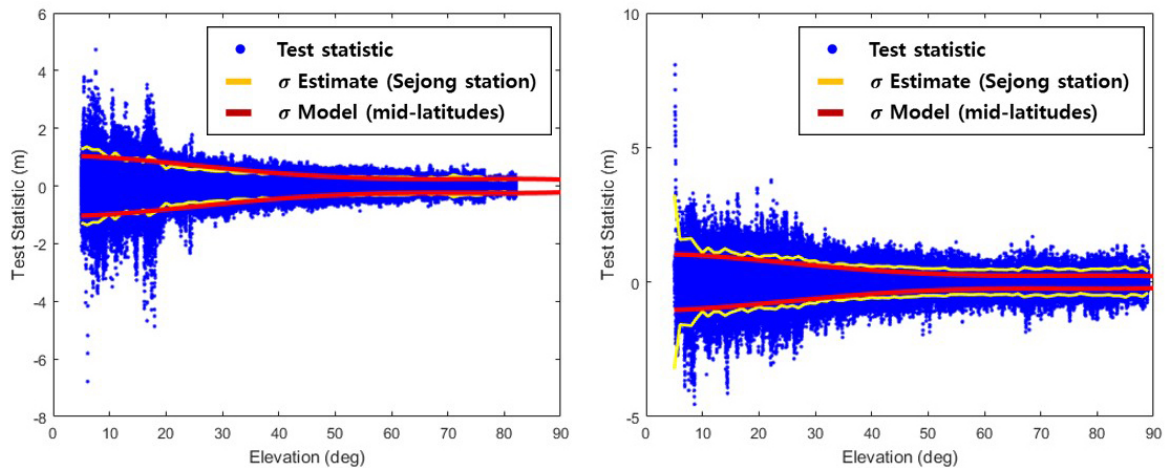 6
4
2
0
-2
-4
-6
-8
Test Statistic (m)
Test statistic
σ Estimate (Sejong station)
σ Model (mid-latitudes)
0 10 20 30 40 50 60 70 80 90
Elevation (deg)
10
5
0
-5
Test Statistic (m)
Test statistic
σ Estimate (Sejong station)
σ Model (mid-latitudes)
0 10 20 30 40 50 60 70 80 90
Elevation (deg)